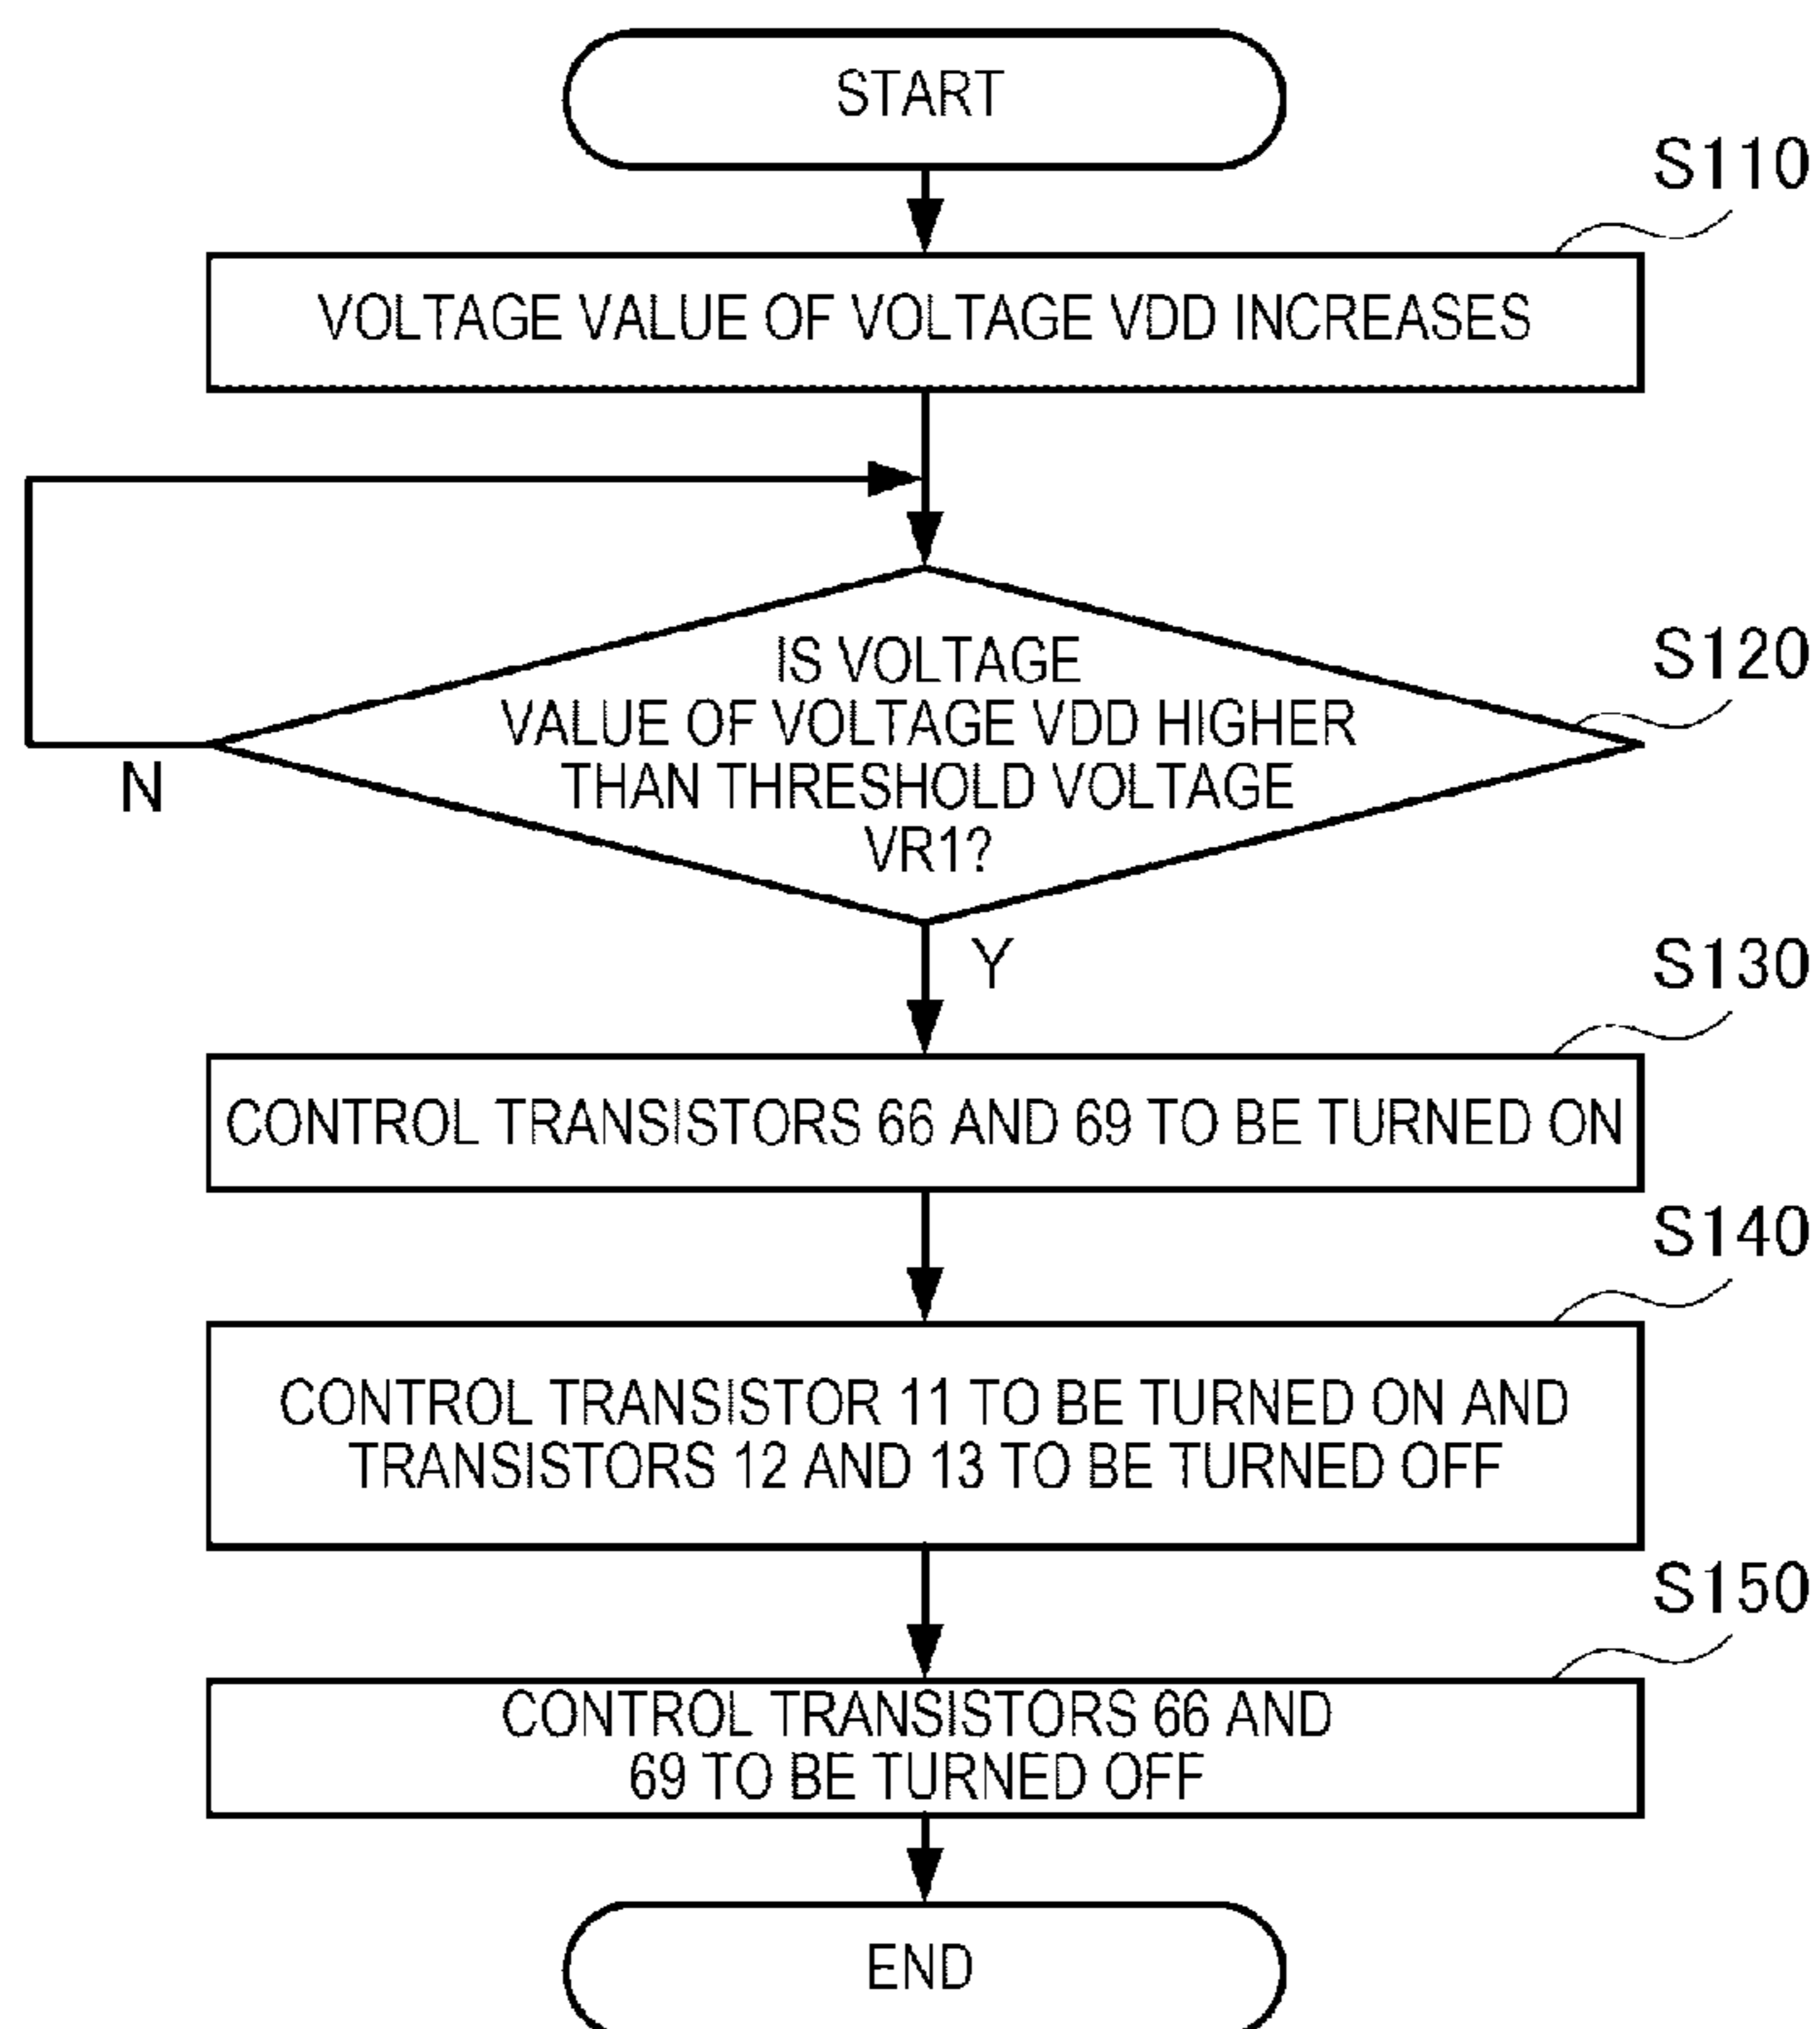 START
S110
VOLTAGE VALUE OF VOLTAGE VDD INCREASES
S120
IS VOLTAGE
VALUE OF VOLTAGE VDD HIGHER
THAN THRESHOLD VOLTAGE
VR1?
N
Y
S130
CONTROL TRANSISTORS 66 AND 69 TO BE TURNED ON
S140
CONTROL TRANSISTOR 11 TO BE TURNED ON AND
TRANSISTORS 12 AND 13 TO BE TURNED OFF
S150
CONTROL TRANSISTORS 66 AND
69 TO BE TURNED OFF
END